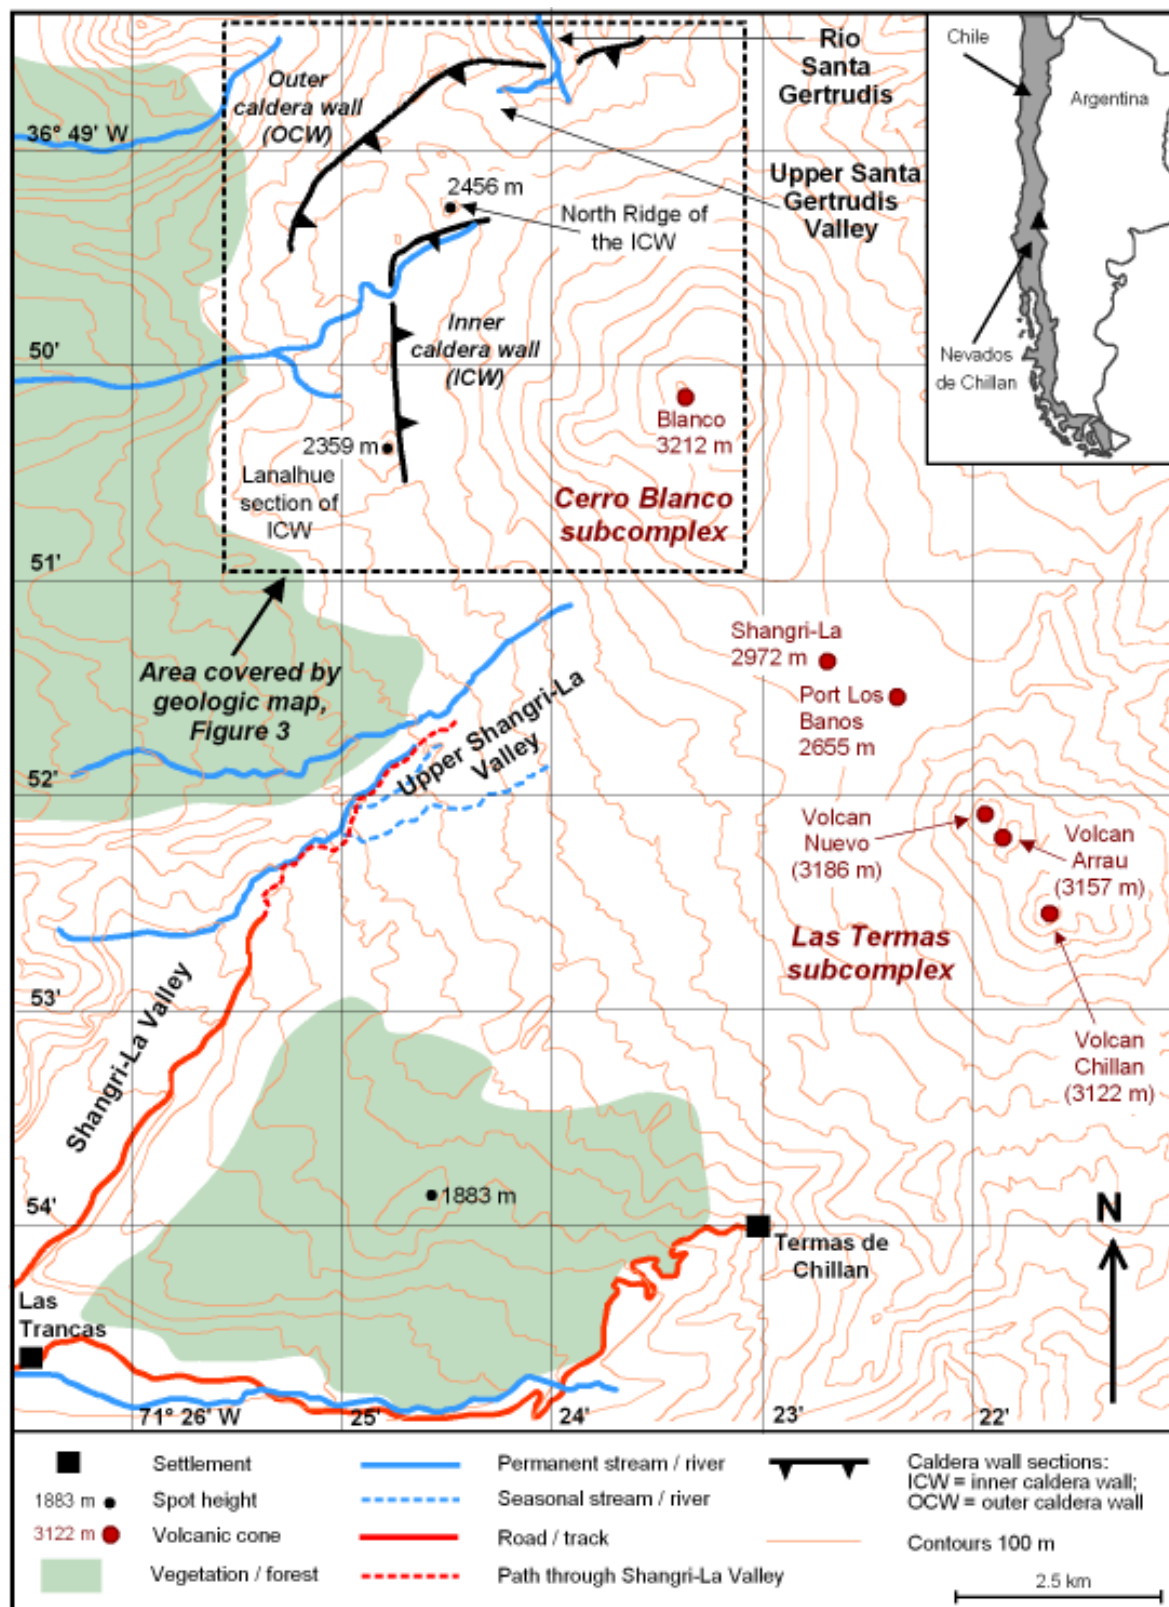 Outer
caldera wall
(OCW)
Rio
Santa
Gertrudis
Chile
Argentina
36° 49' W
2456 m
North Ridge of
the ICW
Upper Santa
Gertrudis
Valley
Inner
caldera wall
(ICW)
50'
Nevados
de Chillan
Blanco
3212 m
2359 m
Lanalhue
section of
ICW
Cerro Blanco
subcomplex
51'
Shangri-La
2972 m
Area covered by
geologic map,
Figure 3
Port Los
Banos
2655 m
Upper Shangri-La
Valley
52'
Volcan
Nuevo
(3186 m)
Volcan
Arrau
(3157 m)
Las Termas
subcomplex
53'
Shangri-La Valley
Volcan
Chillan
(3122 m)
54'
1883 m
N
Termas de
Chillan
Las
Trancas
71° 26' W
25'
24'
23'
22'
Settlement
Permanent stream / river
Caldera wall sections:
ICW = inner caldera wall;
OCW = outer caldera wall
1883 m
Spot height
Seasonal stream / river
3122 m
Volcanic cone
Road / track
Contours 100 m
Vegetation / forest
Path through Shangri-La Valley
2.5 km